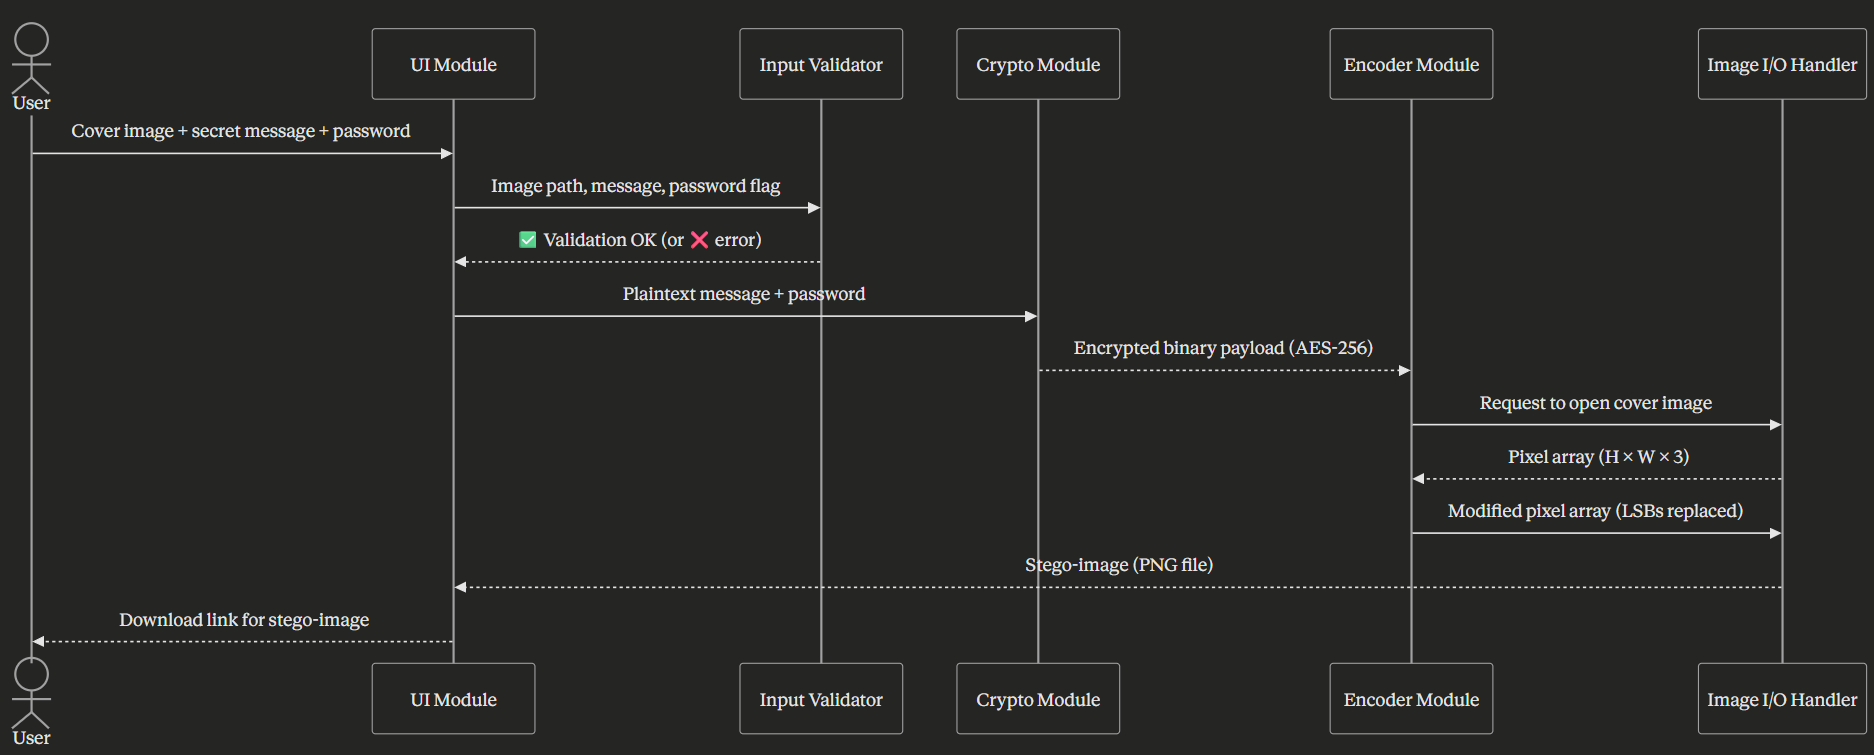 User
UI Module
Input Validator
Crypto Module
Encoder Module
Image I/O Handler
Cover image + secret message + password
Image path, message, password flag
✅ Validation OK (or ❌ error)
Plaintext message + password
Encrypted binary payload (AES-256)
Request to open cover image
Pixel array (H × W × 3)
Modified pixel array (LSBs replaced)
Stego-image (PNG file)
Download link for stego-image
User
UI Module
Input Validator
Crypto Module
Encoder Module
Image I/O Handler